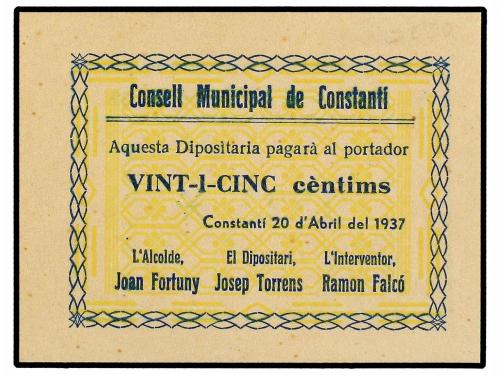 Consell Municipal de Constantí
Aquesta Dipositaria pagarà al portador
VINT-I-CINC cèntims
Constantí 20 d'Abril del 1937
L'Alcolde, El Dipositari, L'Interventor,
Joan Fortuny Josep Torrens Ramon Falcó